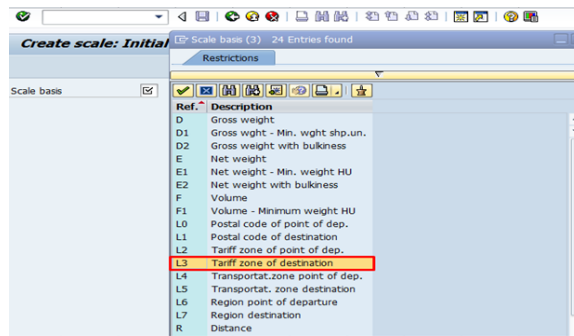 Create scale: Initial
Scale basis (3) 24 Entries found
Restrictions
Scale basis
Ref. Description
D Gross weight
D1 Gross wght - Min. wght shp.un.
D2 Gross weight with bulkiness
E Net weight
E1 Net weight - Min. weight HU
E2 Net weight with bulkiness
F Volume
F1 Volume - Minimum weight HU
L0 Postal code of point of dep.
L1 Postal code of destination
L2 Tariff zone of point of dep.
L3 Tariff zone of destination
L4 Transportat.zone point of dep.
L5 Transportat. zone destination
L6 Region point of departure
L7 Region destination
R Distance